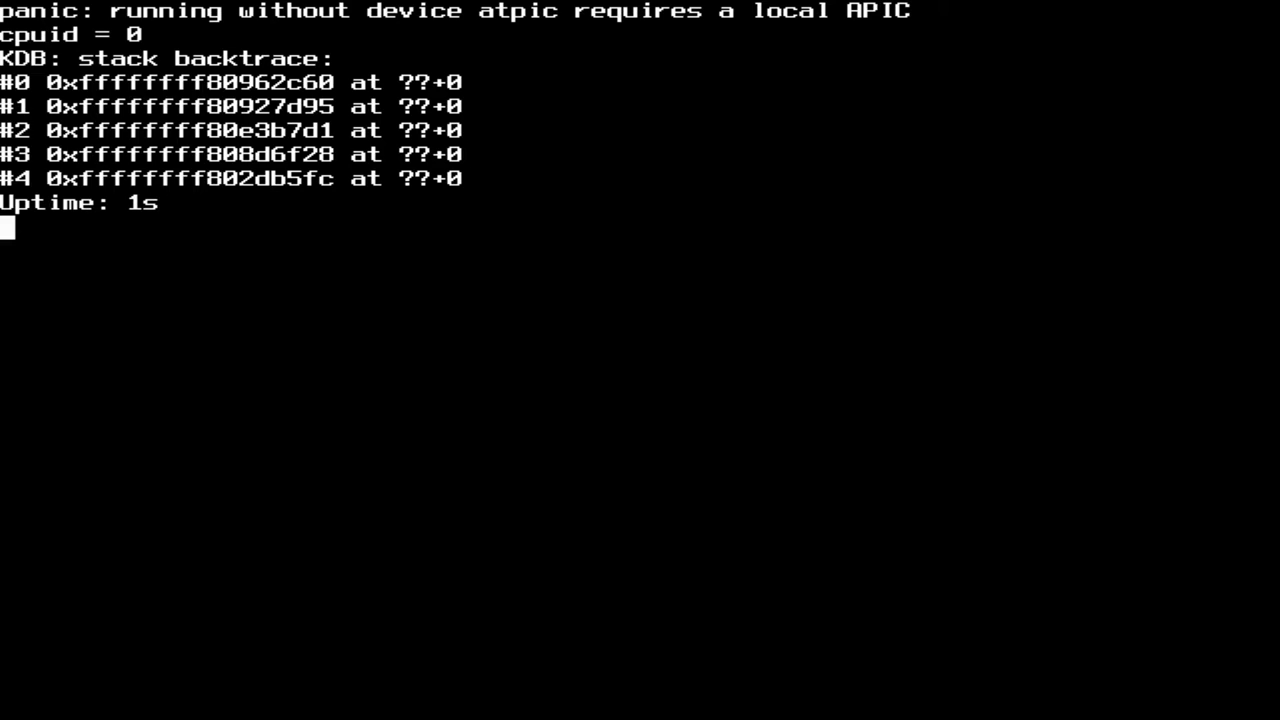 panic: running without device atpic requires a local APIC
cpuid = 0
KDB: stack backtrace:
#0 0xffffffff80962c60 at ??+0
#1 0xffffffff80927d95 at ??+0
#2 0xffffffff80e3b7d1 at ??+0
#3 0xffffffff808d6f28 at ??+0
#4 0xffffffff802db5fc at ??+0
Uptime: 1s